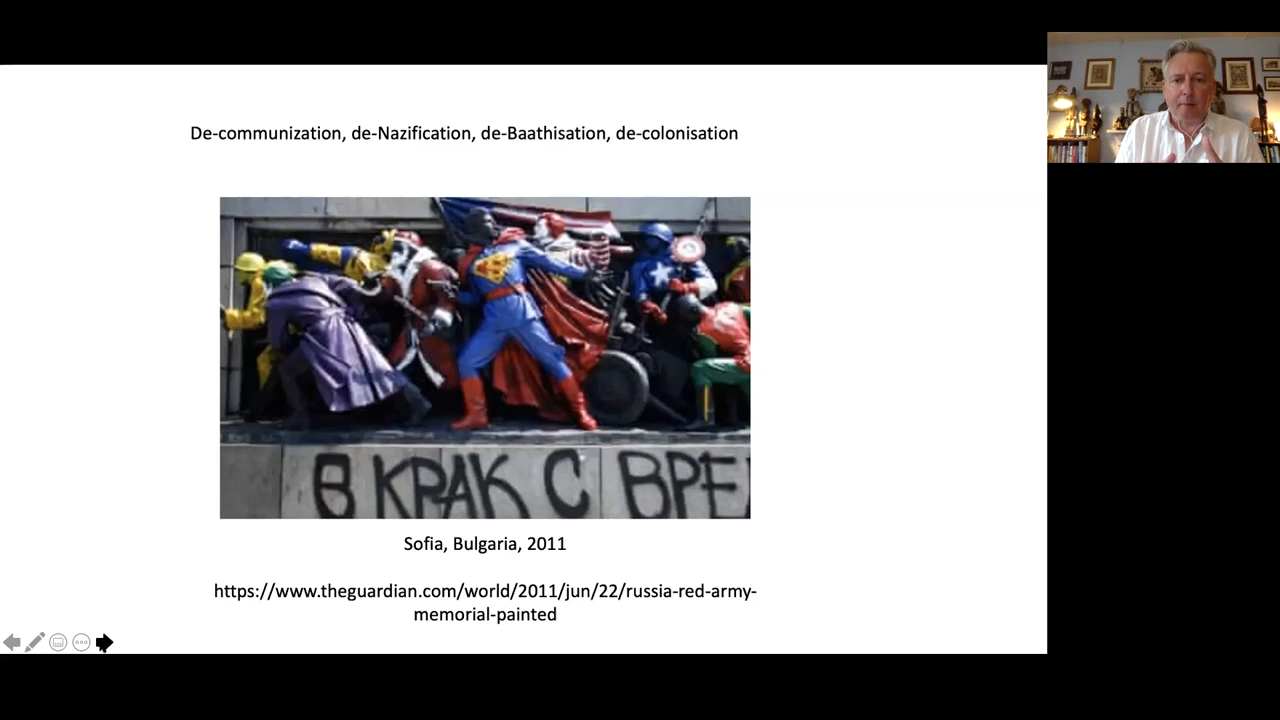 De-communization, de-Nazification, de-Baathisation, de-colonisation
В КРАК С ВРЕ
Sofia, Bulgaria, 2011
https://www.theguardian.com/world/2011/jun/22/russia-red-army-
memorial-painted